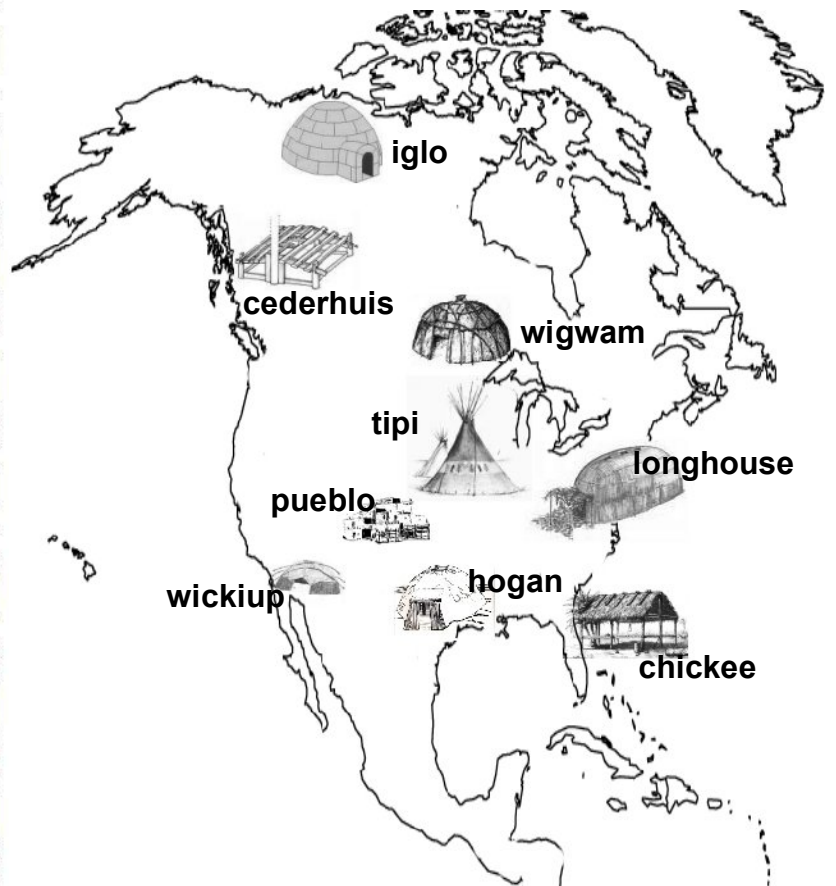 iglo
cederhuis
wigwam
tipi
longhouse
pueblo
hogan
wickiup
chickee